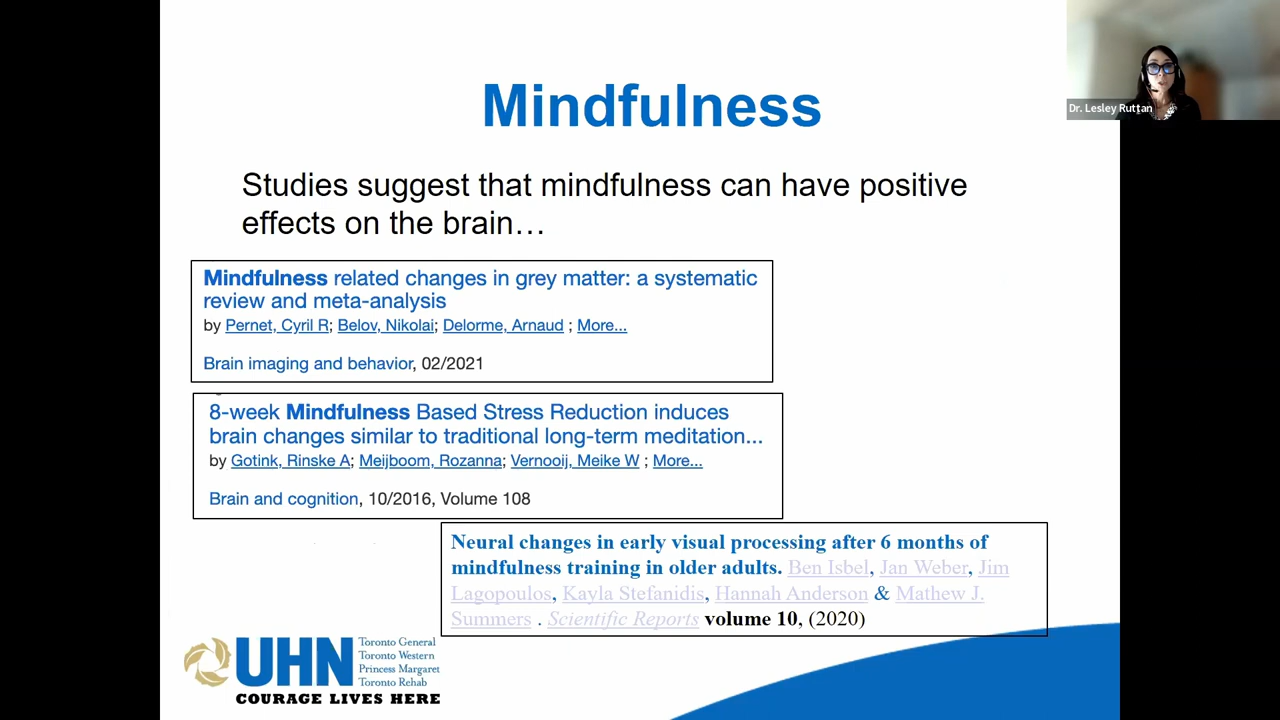 Mindfulness
Dr. Lesley Ruttan
Studies suggest that mindfulness can have positive
effects on the brain…
Mindfulness related changes in grey matter: a systematic
review and meta-analysis
by Pernet, Cyril R; Belov, Nikolai; Delorme, Arnaud ; More...
Brain imaging and behavior, 02/2021
8-week Mindfulness Based Stress Reduction induces
brain changes similar to traditional long-term meditation...
by Gotink, Rinske A; Meijboom, Rozanna; Vernooij, Meike W ; More...
Brain and cognition, 10/2016, Volume 108
Neural changes in early visual processing after 6 months of
mindfulness training in older adults. Ben Isbel, Jan Weber, Jim
Lagopoulos, Kayla Stefanidis, Hannah Anderson & Mathew J.
Summers . Scientific Reports volume 10, (2020)
UHN
Toronto General
Toronto Western
Princess Margaret
Toronto Rehab
COURAGE LIVES HERE